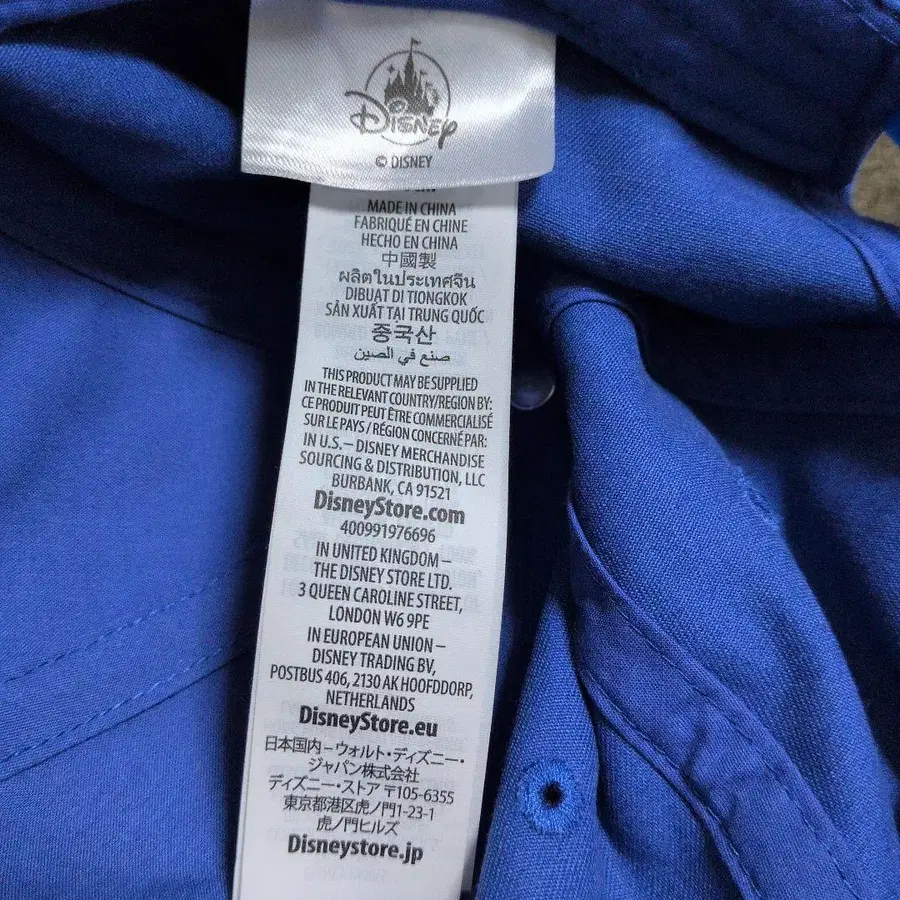 Disney
© DISNEY
MADE IN CHINA
FABRIQUÉ EN CHINE
HECHO EN CHINA
中國製
ผลิตในประเทศจีน
DIBUAT DI TIONGKOK
SẢN XUẤT TẠI TRUNG QUỐC
중국산
صنع في الصين
THIS PRODUCT MAY BE SUPPLIED
IN THE RELEVANT COUNTRY/REGION BY:
CE PRODUIT PEUT ÊTRE COMMERCIALISÉ
SUR LE PAYS / RÉGION CONCERNÉ PAR:
IN U.S. – DISNEY MERCHANDISE
SOURCING & DISTRIBUTION, LLC
BURBANK, CA 91521
DisneyStore.com
400991976696
IN UNITED KINGDOM –
THE DISNEY STORE LTD.
3 QUEEN CAROLINE STREET,
LONDON W6 9PE
IN EUROPEAN UNION –
DISNEY TRADING BV,
POSTBUS 406, 2130 AK HOOFDDORP,
NETHERLANDS
DisneyStore.eu
日本国内 – ウォルト・ディズニー・
ジャパン株式会社
ディズニー・ストア 〒105-6355
東京都港区虎ノ門1-23-1
虎ノ門ヒルズ
Disneystore.jp